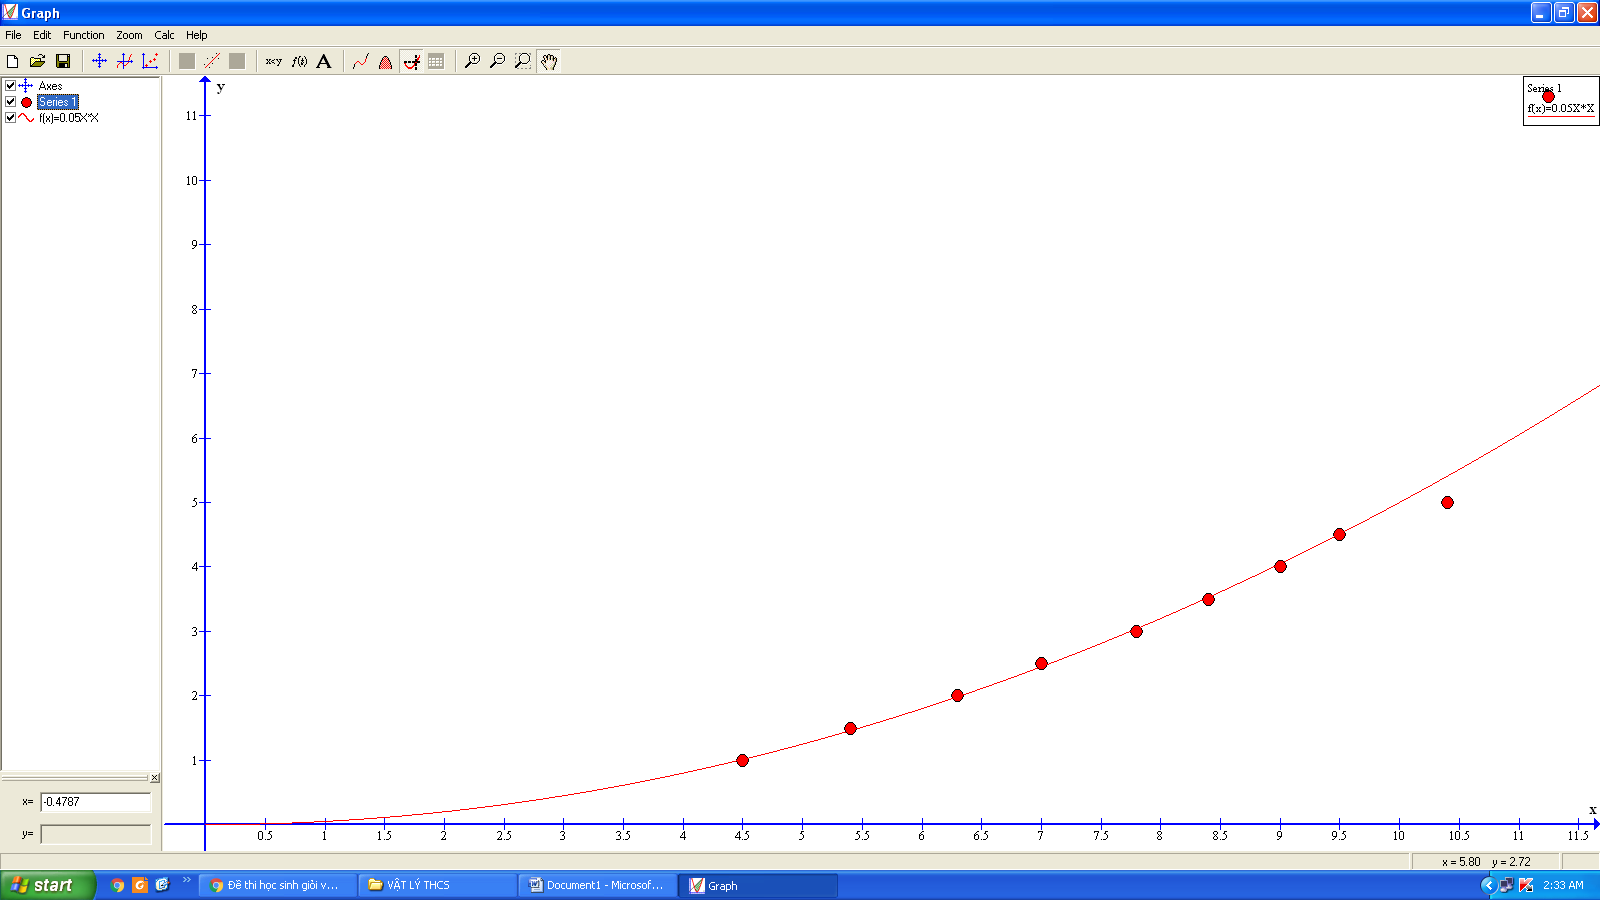 Graph
File Edit Function Zoom Calc Help
x<y f(t) A
Axes
Series 1
f(x)=0.05X*X
y
11
10
9
8
7
6
5
4
3
2
1
0.5 1 1.5 2 2.5 3 3.5 4 4.5 5 5.5 6 6.5 7 7.5 8 8.5 9 9.5 10 10.5 11 11.5
x
Series 1
f(x)=0.05X*X
x= -0.4787
y=
x = 5.80 y = 2.72
start
Đề thi học sinh giỏi v...
VẬT LÝ THCS
Document1 - Microsof...
Graph
2:33 AM